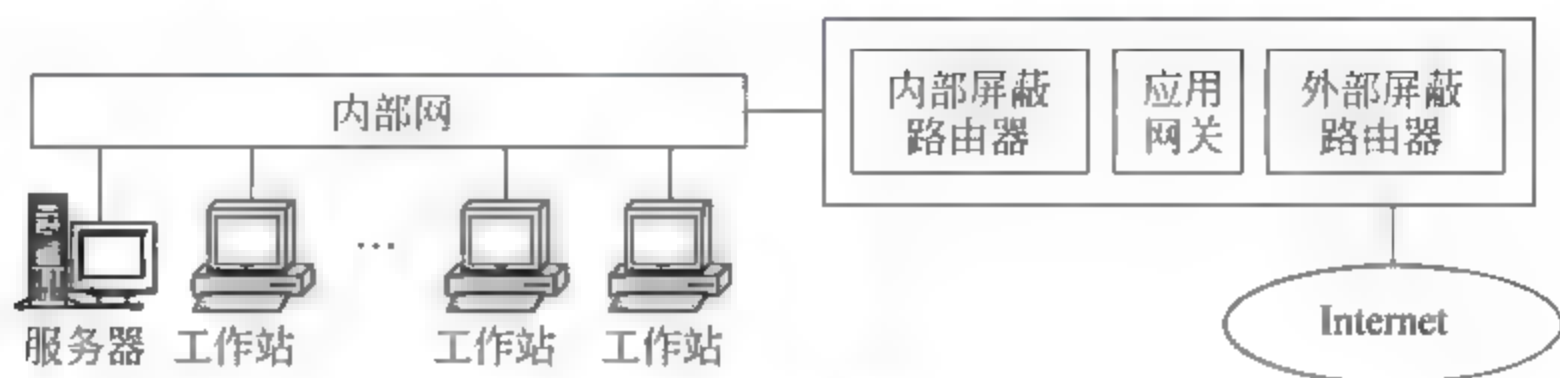 内部网
内部屏蔽
路由器
应用
网关
外部屏蔽
路由器
服务器
工作站
…
工作站
工作站
Internet